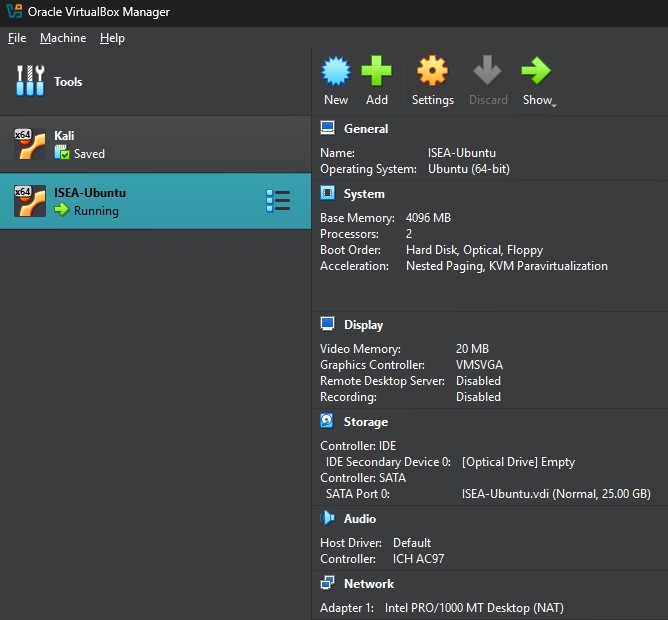 Oracle VirtualBox Manager
File Machine Help
Tools
New Add Settings Discard Show
x64 Kali
Saved
x64 ISEA-Ubuntu
Running
General
Name: ISEA-Ubuntu
Operating System: Ubuntu (64-bit)
System
Base Memory: 4096 MB
Processors: 2
Boot Order: Hard Disk, Optical, Floppy
Acceleration: Nested Paging, KVM Paravirtualization
Display
Video Memory: 20 MB
Graphics Controller: VMSVGA
Remote Desktop Server: Disabled
Recording: Disabled
Storage
Controller: IDE
IDE Secondary Device 0: [Optical Drive] Empty
Controller: SATA
SATA Port 0: ISEA-Ubuntu.vdi (Normal, 25.00 GB)
Audio
Host Driver: Default
Controller: ICH AC97
Network
Adapter 1: Intel PRO/1000 MT Desktop (NAT)